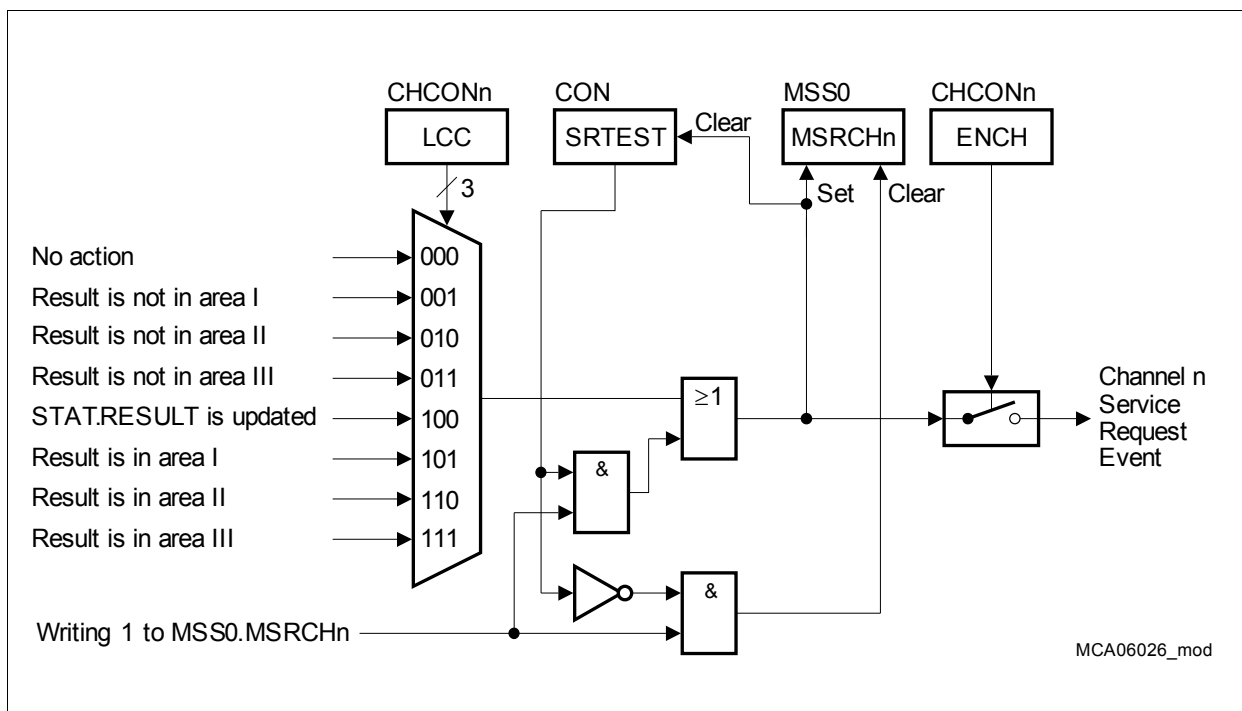 CHCONn CON MSS0 CHCONn
LCC SRTEST Clear MSRCHn ENCH
3 Set Clear
No action 000
Result is not in area I 001
Result is not in area II 010
Result is not in area III 011
STAT.RESULT is updated 100
Result is in area I 101
Result is in area II 110
Result is in area III 111
≥1
&
&
Channel n
Service
Request
Event
Writing 1 to MSS0.MSRCHn
MCA06026_mod